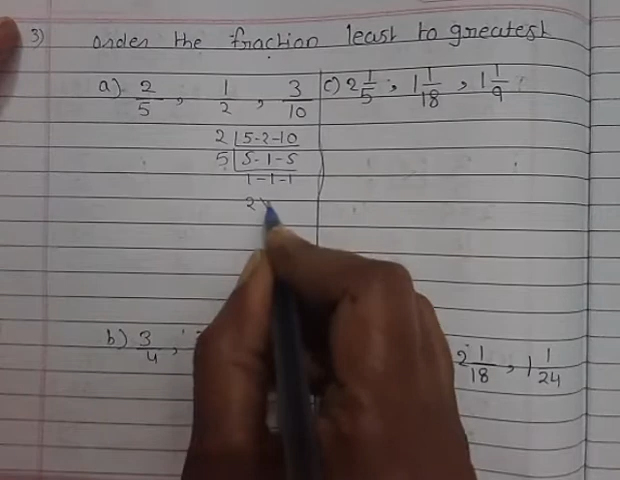 3) order the fraction least to greatest
a) 2/5, 1/2, 3/10
2 | 5-2-10
5 | 5-1-5
1-1-1
2×
c) 2 1/5, 1 1/18, 1 1/9
b) 3/4,
2 1/18, 1 1/24